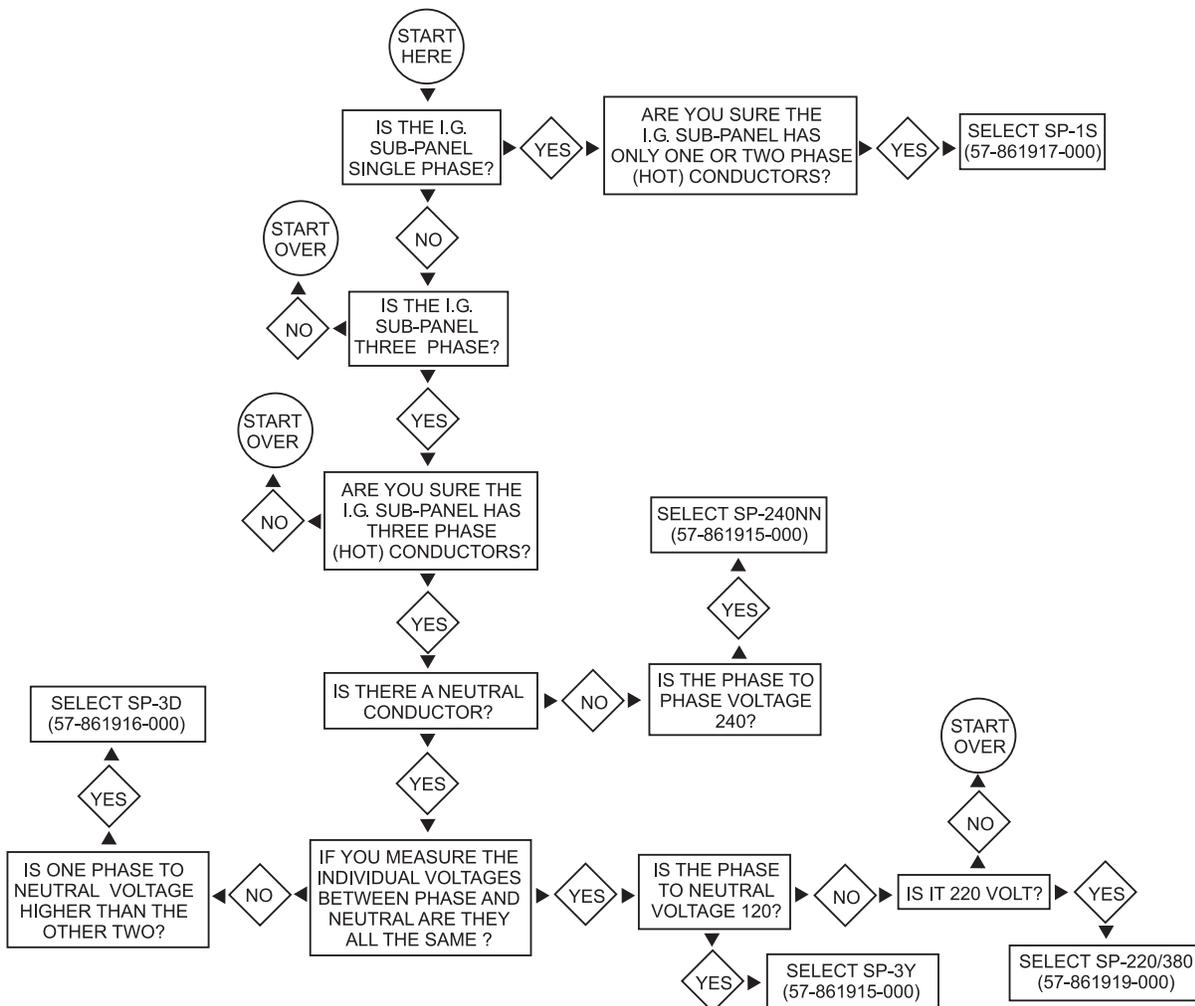 START
HERE
IS THE I.G.
SUB-PANEL
SINGLE PHASE?
YES
ARE YOU SURE THE
I.G. SUB-PANEL HAS
ONLY ONE OR TWO PHASE
(HOT) CONDUCTORS?
YES
SELECT SP-1S
(57-861917-000)
NO
START
OVER
NO
IS THE I.G.
SUB-PANEL
THREE PHASE?
YES
START
OVER
NO
ARE YOU SURE THE
I.G. SUB-PANEL HAS
THREE PHASE
(HOT) CONDUCTORS?
YES
IS THERE A NEUTRAL
CONDUCTOR?
NO
IS THE PHASE TO
PHASE VOLTAGE
240?
YES
SELECT SP-240NN
(57-861915-000)
YES
IF YOU MEASURE THE
INDIVIDUAL VOLTAGES
BETWEEN PHASE AND
NEUTRAL ARE THEY
ALL THE SAME ?
NO
IS ONE PHASE TO
NEUTRAL VOLTAGE
HIGHER THAN THE
OTHER TWO?
YES
SELECT SP-3D
(57-861916-000)
YES
IS THE PHASE
TO NEUTRAL
VOLTAGE 120?
YES
SELECT SP-3Y
(57-861915-000)
NO
IS IT 220 VOLT?
NO
START
OVER
YES
SELECT SP-220/380
(57-861919-000)